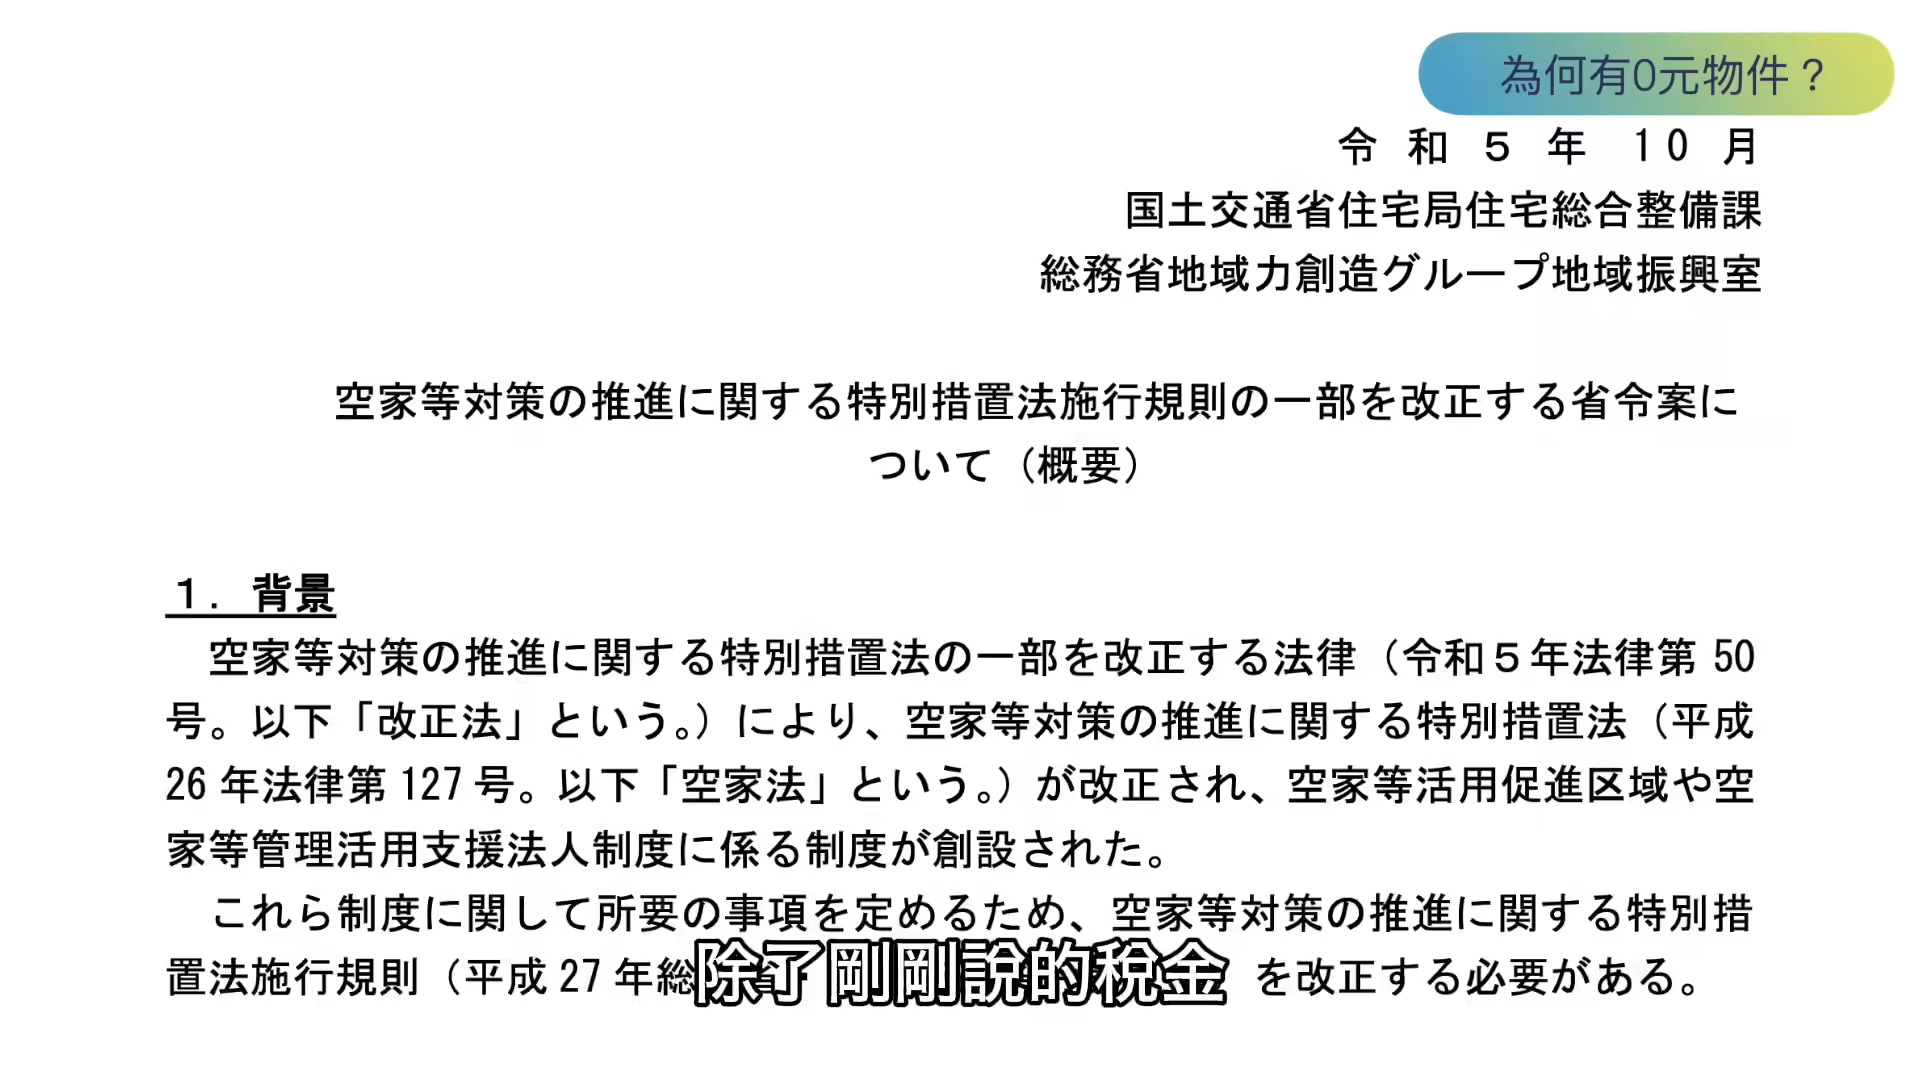 為何有0元物件？
令和５年 10 月
国土交通省住宅局住宅総合整備課
総務省地域力創造グループ地域振興室
空家等対策の推進に関する特別措置法施行規則の一部を改正する省令案に
ついて（概要）
１．背景
空家等対策の推進に関する特別措置法の一部を改正する法律（令和５年法律第 50
号。以下「改正法」という。）により、空家等対策の推進に関する特別措置法（平成
26 年法律第 127 号。以下「空家法」という。）が改正され、空家等活用促進区域や空
家等管理活用支援法人制度に係る制度が創設された。
これら制度に関して所要の事項を定めるため、空家等対策の推進に関する特別措
置法施行規則（平成 27 年総 を改正する必要がある。
除了剛剛說的稅金